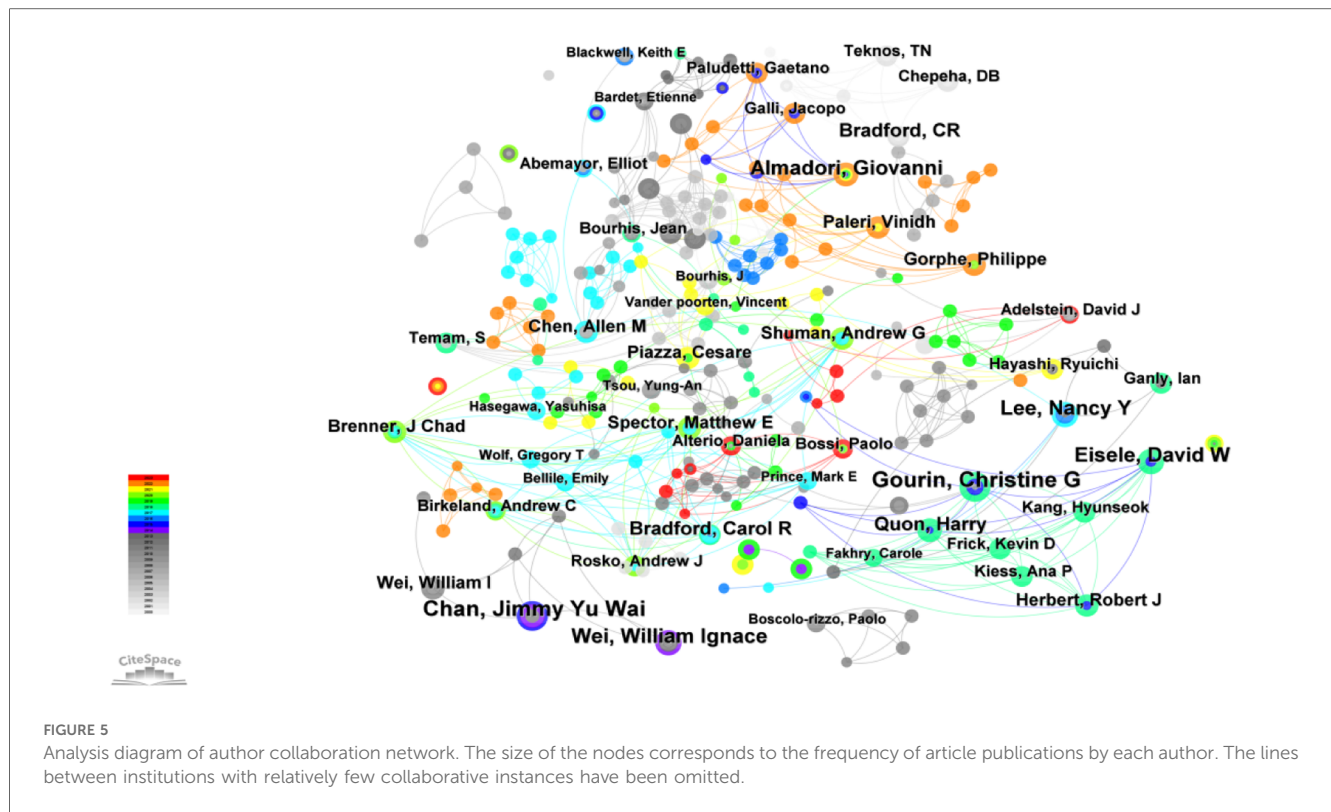 Blackwell, Keith E
Teknos, TN
Paludetti, Gaetano
Chepeha, DB
Bardet, Etienne
Galli, Jacopo
Bradford, CR
Abemayor, Elliot
Almadori, Giovanni
Bourhis, Jean
Paleri, Vinidh
Gorphe, Philippe
Bourhis, J
Vander poorten, Vincent
Adelstein, David J
Chen, Allen M
Shuman, Andrew G
Temam, S
Piazza, Cesare
Hayashi, Ryuichi
Ganly, Ian
Tsou, Yung-An
Hasegawa, Yasuhisa
Lee, Nancy Y
Brenner, J Chad
Spector, Matthew E
Alterio, Daniela
Bossi, Paolo
Wolf, Gregory T
Eisele, David W
Bellile, Emily
Prince, Mark E
Gourin, Christine G
Birkeland, Andrew C
Kang, Hyunseok
Bradford, Carol R
Quon, Harry
Frick, Kevin D
Rosko, Andrew J
Fakhry, Carole
Kiess, Ana P
Wei, William I
Herbert, Robert J
Chan, Jimmy Yu Wai
Boscolo-rizzo, Paolo
Wei, William Ignace
CiteSpace
FIGURE 5
Analysis diagram of author collaboration network. The size of the nodes corresponds to the frequency of article publications by each author. The lines
between institutions with relatively few collaborative instances have been omitted.